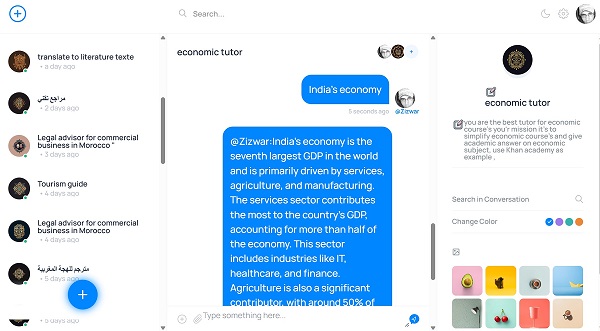 Search...
translate to literature texte
• a day ago
مراجع تقني
• 2 days ago
Legal advisor for commercial
business in Morocco "
• 3 days ago
Tourism guide
• 4 days ago
Legal advisor for commercial
business in Morocco
• 4 days ago
مترجم للهجة المغربية
• 5 days ago
• 5 days ago
economic tutor
India's economy
5 seconds ago
@Zizwar
@Zizwar:India's economy is the
seventh largest GDP in the world
and is primarily driven by services,
agriculture, and manufacturing.
The services sector contributes
the most to the country's GDP,
accounting for more than half of
the economy. This sector
includes industries like IT,
healthcare, and finance.
Agriculture is also a significant
contributor, with around 50% of
Type something here...
economic tutor
you are the best tutor for economic
course's you'r mission it's to
simplify economic course's and give
academic answer on economic
subject, use Khan academy as
example .
Search in Conversation
Change Color